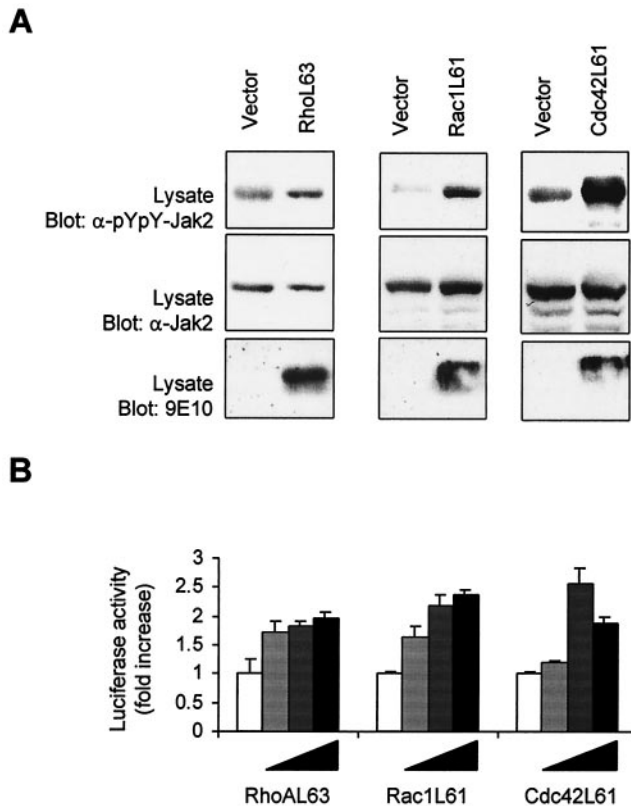 A
Vector
RhoL63
Vector
Rac1L61
Vector
Cdc42L61
Lysate
Blot: α-pYpY-Jak2
Lysate
Blot: α-Jak2
Lysate
Blot: 9E10
B
Luciferase activity
(fold increase)
3
2.5
2
1.5
1
0.5
0
RhoAL63
Rac1L61
Cdc42L61